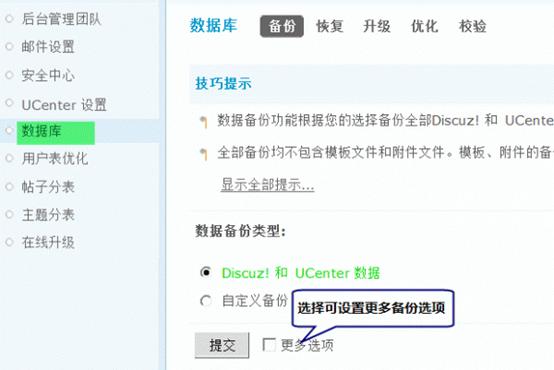 后台管理团队
邮件设置
安全中心
UCenter 设置
数据库
用户表优化
帖子分表
主题分表
在线升级
数据库 备份 恢复 升级 优化 校验
技巧提示
数据备份功能根据您的选择备份全部Discuz! 和 UCente
全部备份均不包含模板文件和附件文件。模板、附件的备
显示全部提示...
数据备份类型:
Discuz! 和 UCenter 数据
自定义备份
选择可设置更多备份选项
提交 更多选项